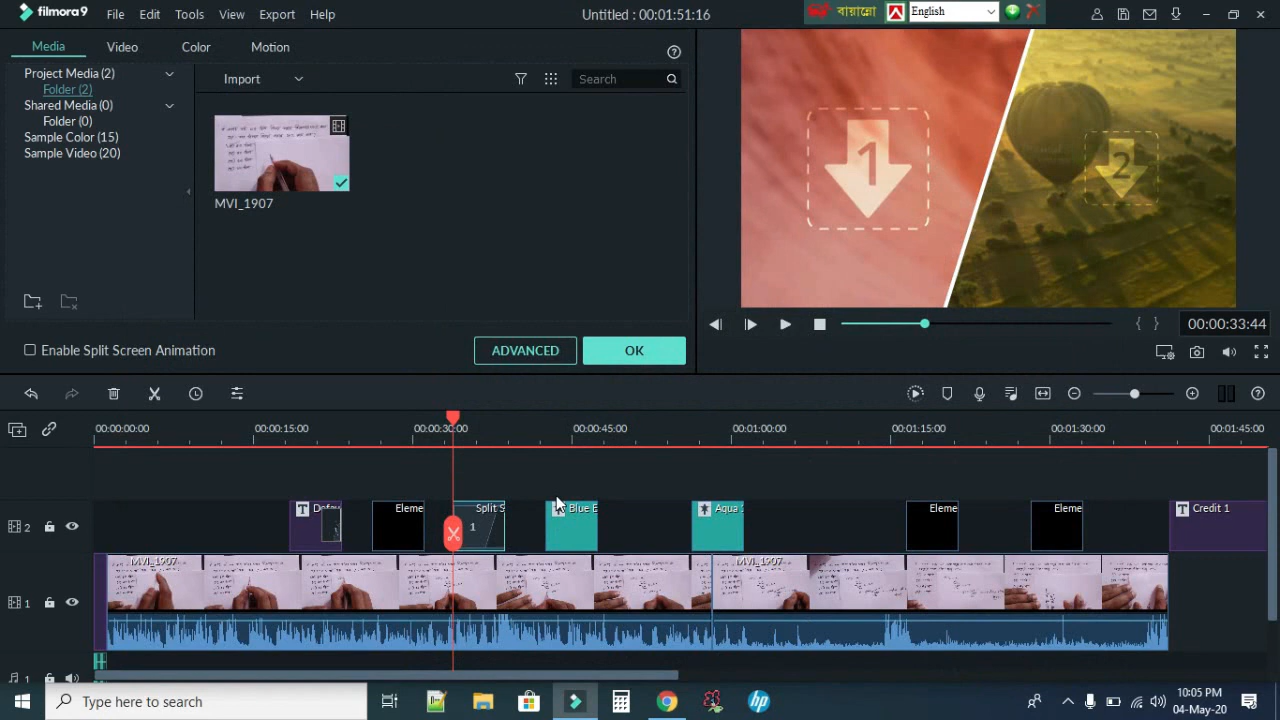 filmora9
Export
Help
Untitled : 00:01:51:16
বায়ান্নো
English
Media
Color
Motion
Project Media (2)
Folder (2)
Shared Media (0)
Folder (0)
Sample Color (15)
Sample Video (20)
Import
Search
MVI_1907
1
2
00:00:33:44
Enable Split Screen Animation
ADVANCED
OK
00:00:00:00
00:00:15:00
00:00:30:00
00:00:45:00
00:01:00:00
00:01:15:00
00:01:30:00
00:01:45:00
2
T
Eleme
1
Split S
Blue E
Aqua
Eleme
Eleme
T Credit 1
1
MVI_1907
MVI_1907
1
Type here to search
hp
10:05 PM
04-May-20